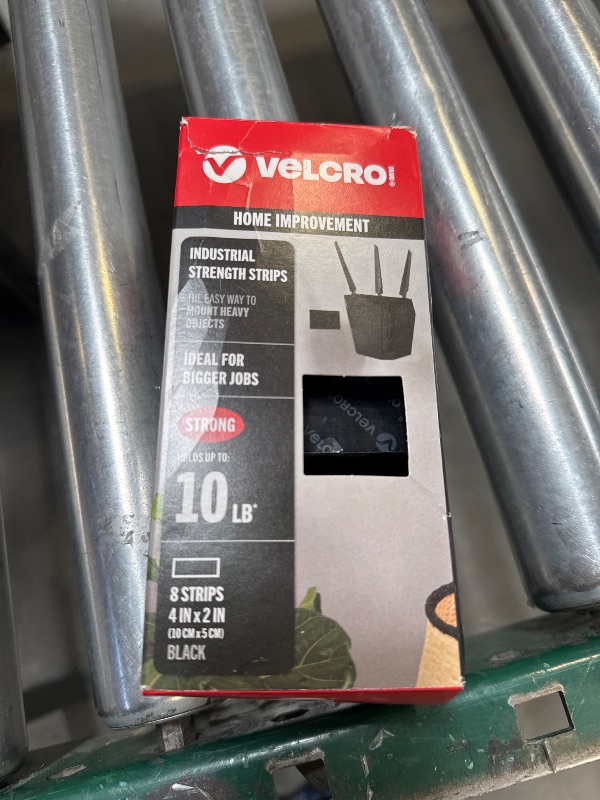 VELCRO®
BRAND
HOME IMPROVEMENT
INDUSTRIAL
STRENGTH STRIPS
THE EASY WAY TO
MOUNT HEAVY
OBJECTS
IDEAL FOR
BIGGER JOBS
STRONG
HOLDS UP TO:
10 LB*
8 STRIPS
4 IN x 2 IN
(10 CM x 5 CM)
BLACK
VELCRO